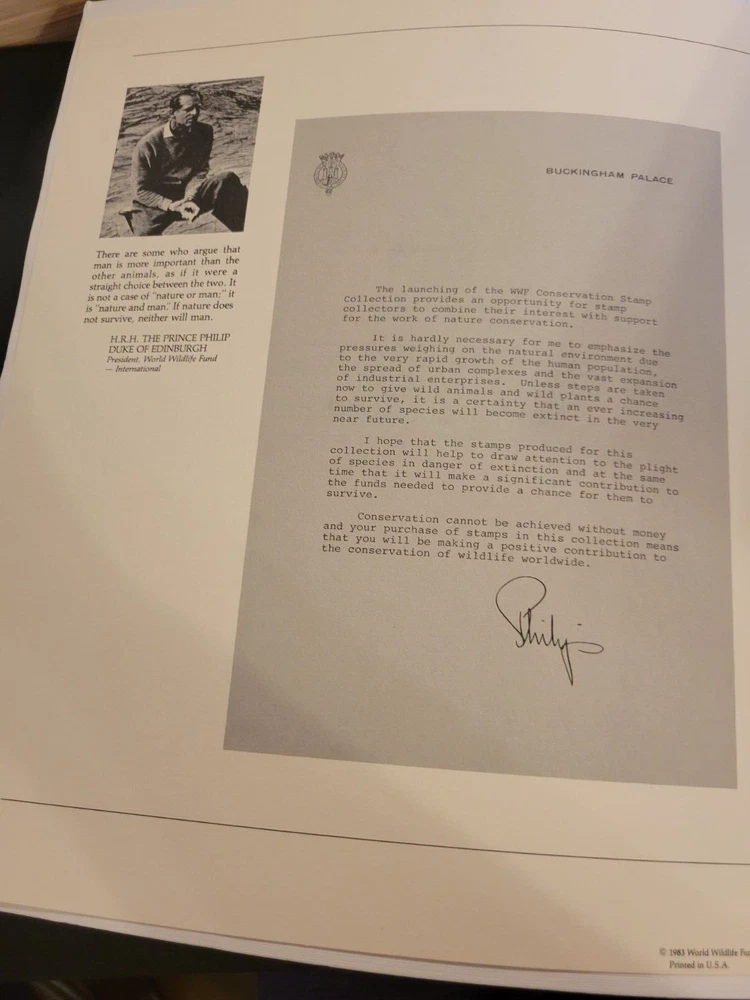 There are some who argue that
man is more important than the
other animals, as if it were a
straight choice between the two. It
is not a case of "nature or man;" it
is "nature and man." If nature does
not survive, neither will man.
H.R.H. THE PRINCE PHILIP
DUKE OF EDINBURGH
President, World Wildlife Fund
— International
BUCKINGHAM PALACE
The launching of the WWF Conservation Stamp
Collection provides an opportunity for stamp
collectors to combine their interest with support
for the work of nature conservation.
It is hardly necessary for me to emphasize the
pressures weighing on the natural environment due
to the very rapid growth of the human population,
the spread of urban complexes and the vast expansion
of industrial enterprises. Unless steps are taken
now to give wild animals and wild plants a chance
to survive, it is a certainty that an ever increasing
number of species will become extinct in the very
near future.
I hope that the stamps produced for this
collection will help to draw attention to the plight
of species in danger of extinction and at the same
time that it will make a significant contribution to
the funds needed to provide a chance for them to
survive.
Conservation cannot be achieved without money
and your purchase of stamps in this collection means
that you will be making a positive contribution to
the conservation of wildlife worldwide.
Philip
© 1983 World Wildlife Fu
Printed in U.S.A.